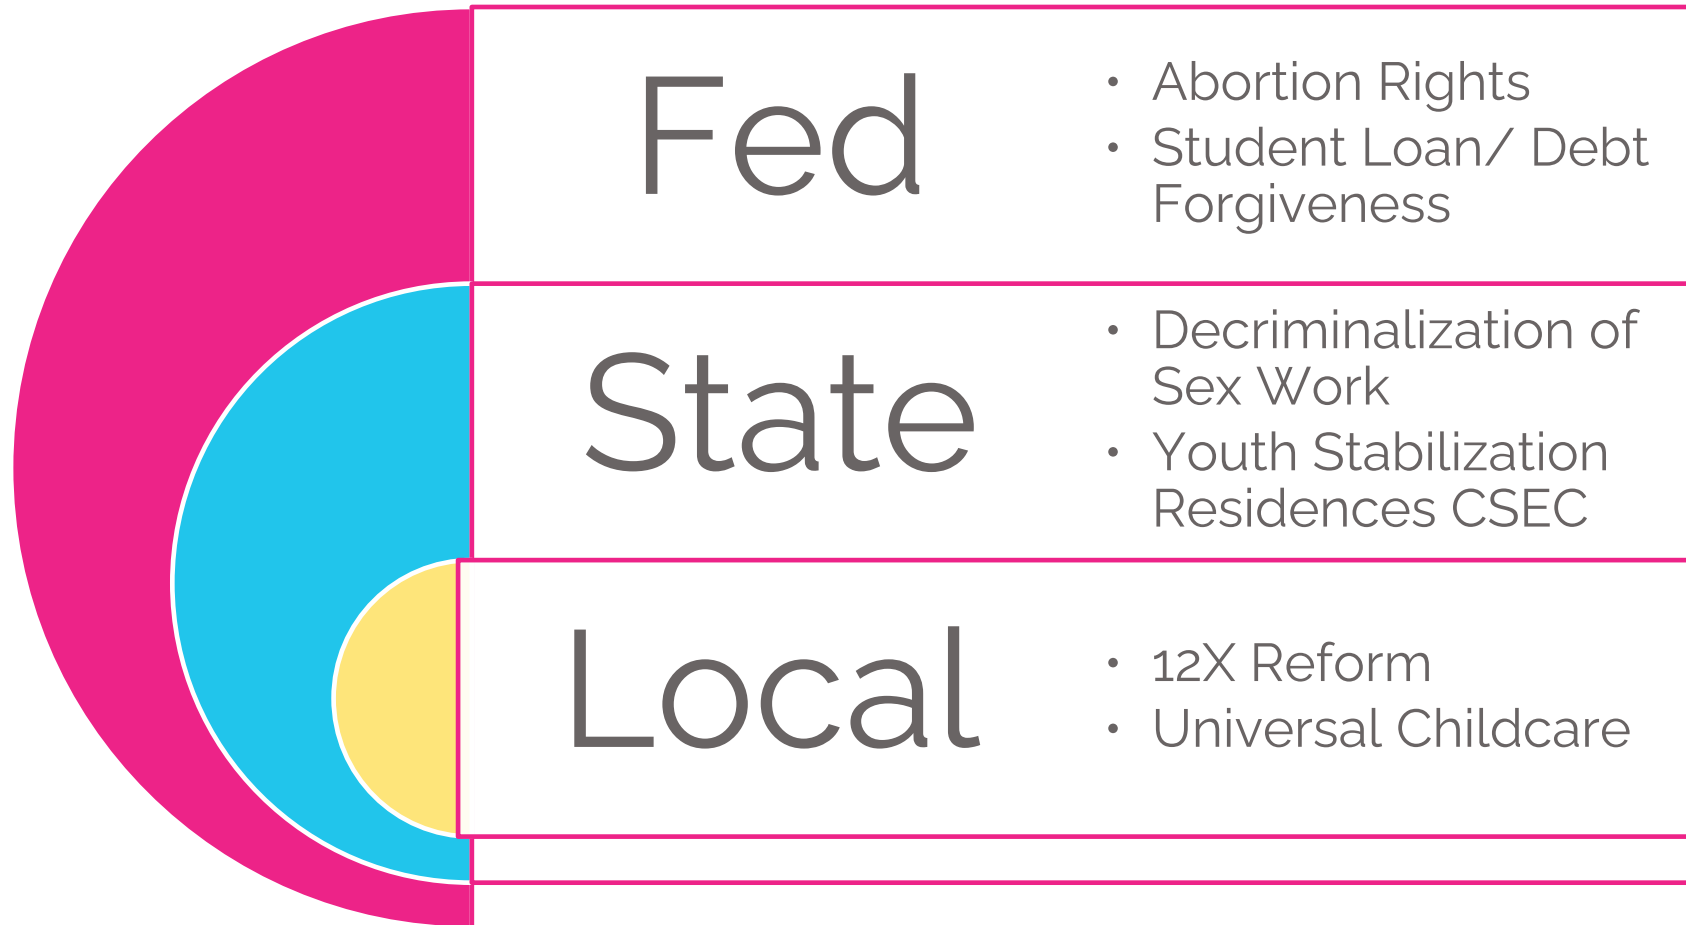 Fed
• Abortion Rights
• Student Loan/ Debt
Forgiveness
State
• Decriminalization of
Sex Work
• Youth Stabilization
Residences CSEC
Local
• 12X Reform
• Universal Childcare